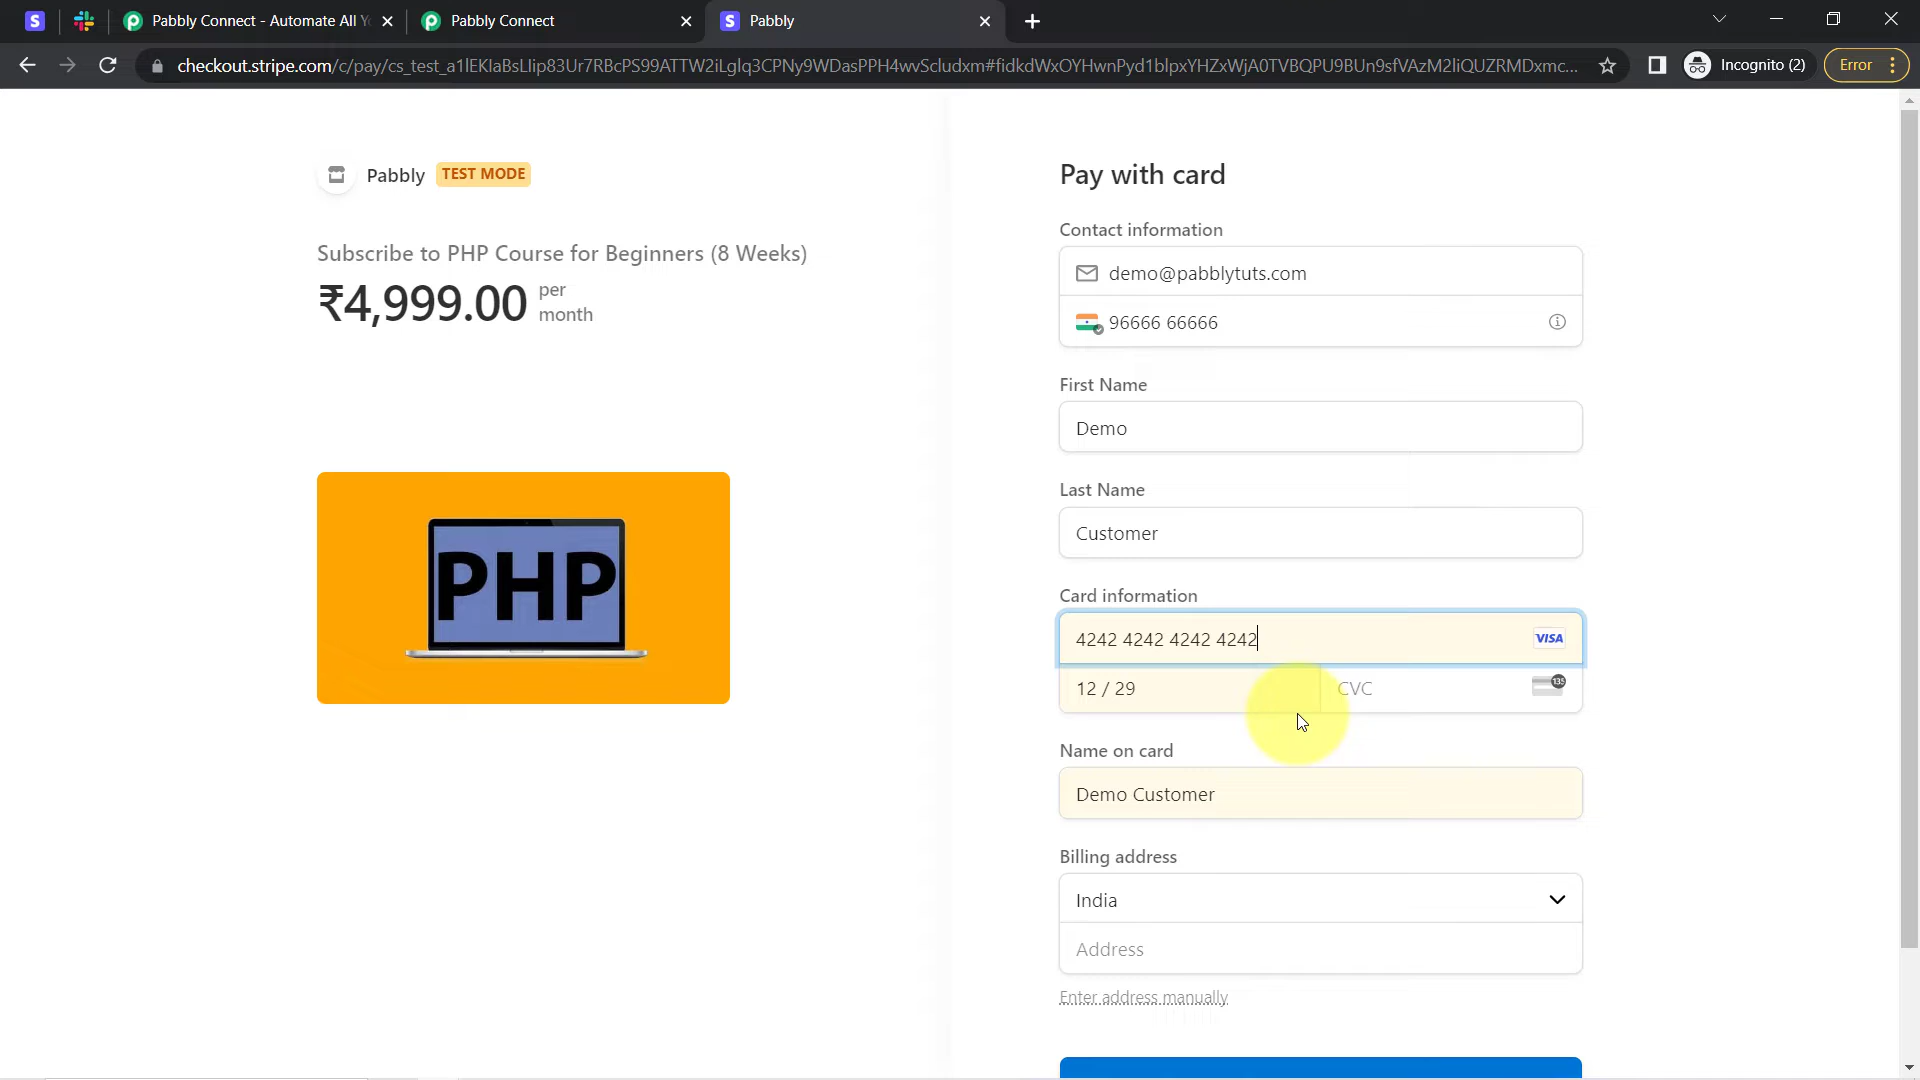 Pabbly Connect - Automate All Yo
Pabbly Connect
Pabbly
checkout.stripe.com/c/pay/cs_test_a1lEKlaBsLlip83Ur7RBcPS99ATTW2iLglq3CPNy9WDasPPH4wvScludxm#fidkdWxOYHwnPyd1blpxYHZxWjA0TVBQPU9BUn9sfVAzM2liQUZRMDxmc...
Incognito (2)
Error
Pabbly
TEST MODE
Subscribe to PHP Course for Beginners (8 Weeks)
₹4,999.00
per
month
PHP
Pay with card
Contact information
demo@pabblytuts.com
96666 66666
First Name
Demo
Last Name
Customer
Card information
4242 4242 4242 4242
VISA
12 / 29
CVC
135
Name on card
Demo Customer
Billing address
India
Address
Enter address manually